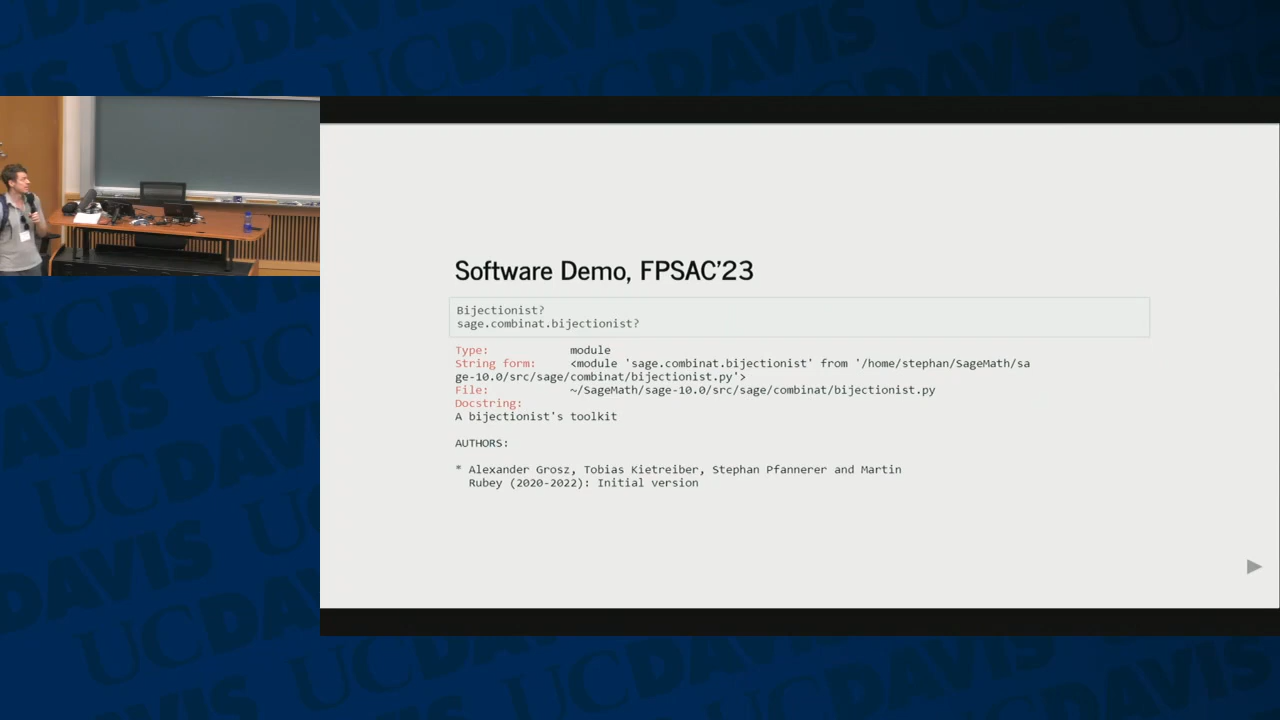 Software Demo, FPSAC'23
Bijectionist?
sage.combinat.bijectionist?
Type: module
String form: <module 'sage.combinat.bijectionist' from '/home/stephan/SageMath/sa
ge-10.0/src/sage/combinat/bijectionist.py'>
File: ~/SageMath/sage-10.0/src/sage/combinat/bijectionist.py
Docstring:
A bijectionist's toolkit
AUTHORS:
* Alexander Grosz, Tobias Kietreiber, Stephan Pfannerer and Martin
Rubey (2020-2022): Initial version
UCDAVIS